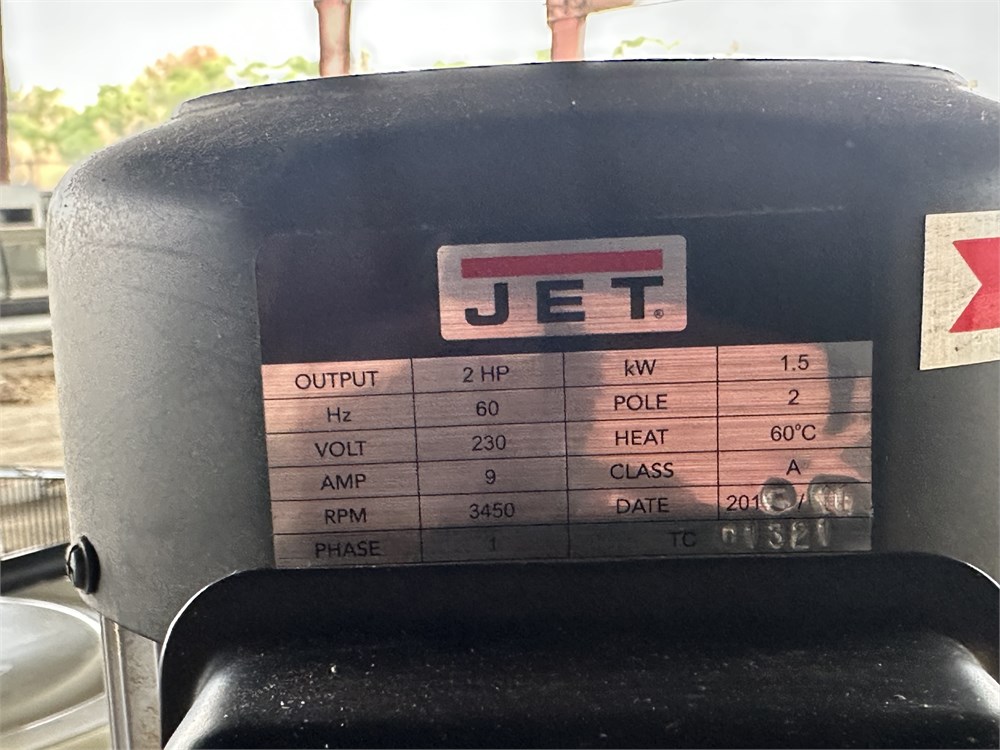 JET®
OUTPUT 2 HP kW 1.5
Hz 60 POLE 2
VOLT 230 HEAT 60°C
AMP 9 CLASS A
RPM 3450 DATE
PHASE 1 TC 01321